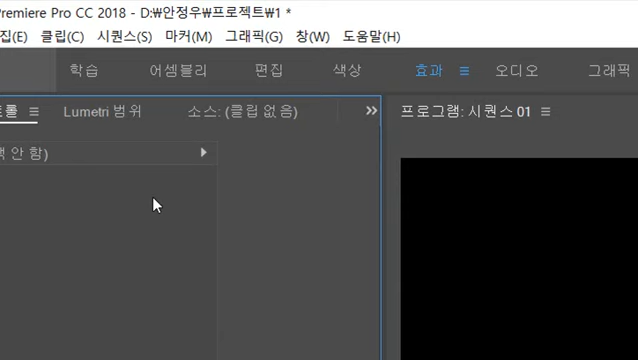 Premiere Pro CC 2018 - D:₩안정우₩프로젝트₩1 *
집(E) 클립(C) 시퀀스(S) 마커(M) 그래픽(G) 창(W) 도움말(H)
학습 어셈블리 편집 색상 효과 오디오 그래픽
트롤 Lumetri 범위 소스: (클립 없음) 프로그램: 시퀀스 01
택 안 함)